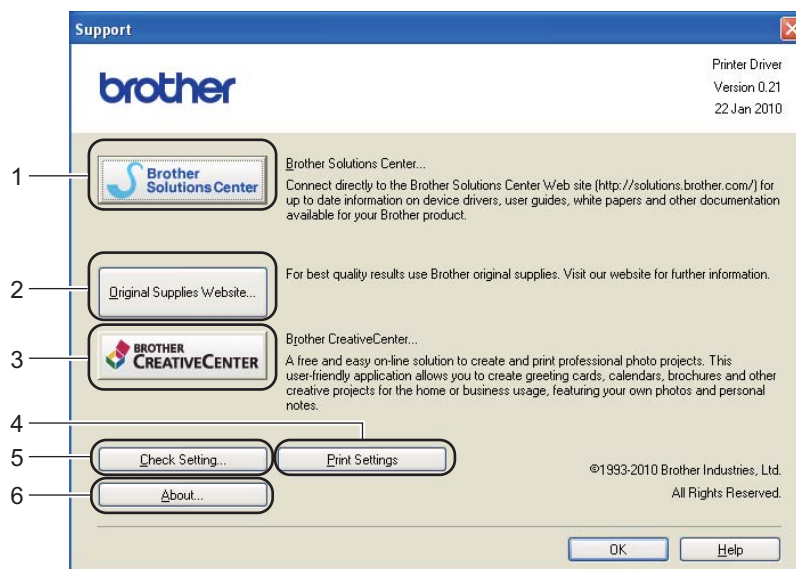 Support
brother
Printer Driver
Version 0.21
22 Jan 2010
1
Brother
Solutions Center
Brother Solutions Center...
Connect directly to the Brother Solutions Center Web site (http://solutions.brother.com/) for
up to date information on device drivers, user guides, white papers and other documentation
available for your Brother product.
2
Original Supplies Website...
For best quality results use Brother original supplies. Visit our website for further information.
3
BROTHER
CREATIVECENTER
Brother CreativeCenter...
A free and easy on-line solution to create and print professional photo projects. This
user-friendly application allows you to create greeting cards, calendars, brochures and other
creative projects for the home or business usage, featuring your own photos and personal
notes.
4
5
Check Setting...
Print Settings
6
About...
©1993-2010 Brother Industries, Ltd.
All Rights Reserved.
OK
Help